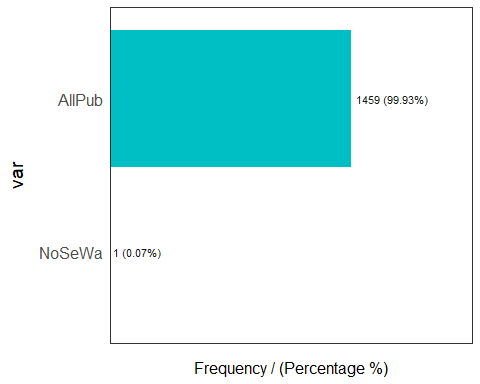 AllPub
1459 (99.93%)
var
NoSeWa
1 (0.07%)
Frequency / (Percentage %)